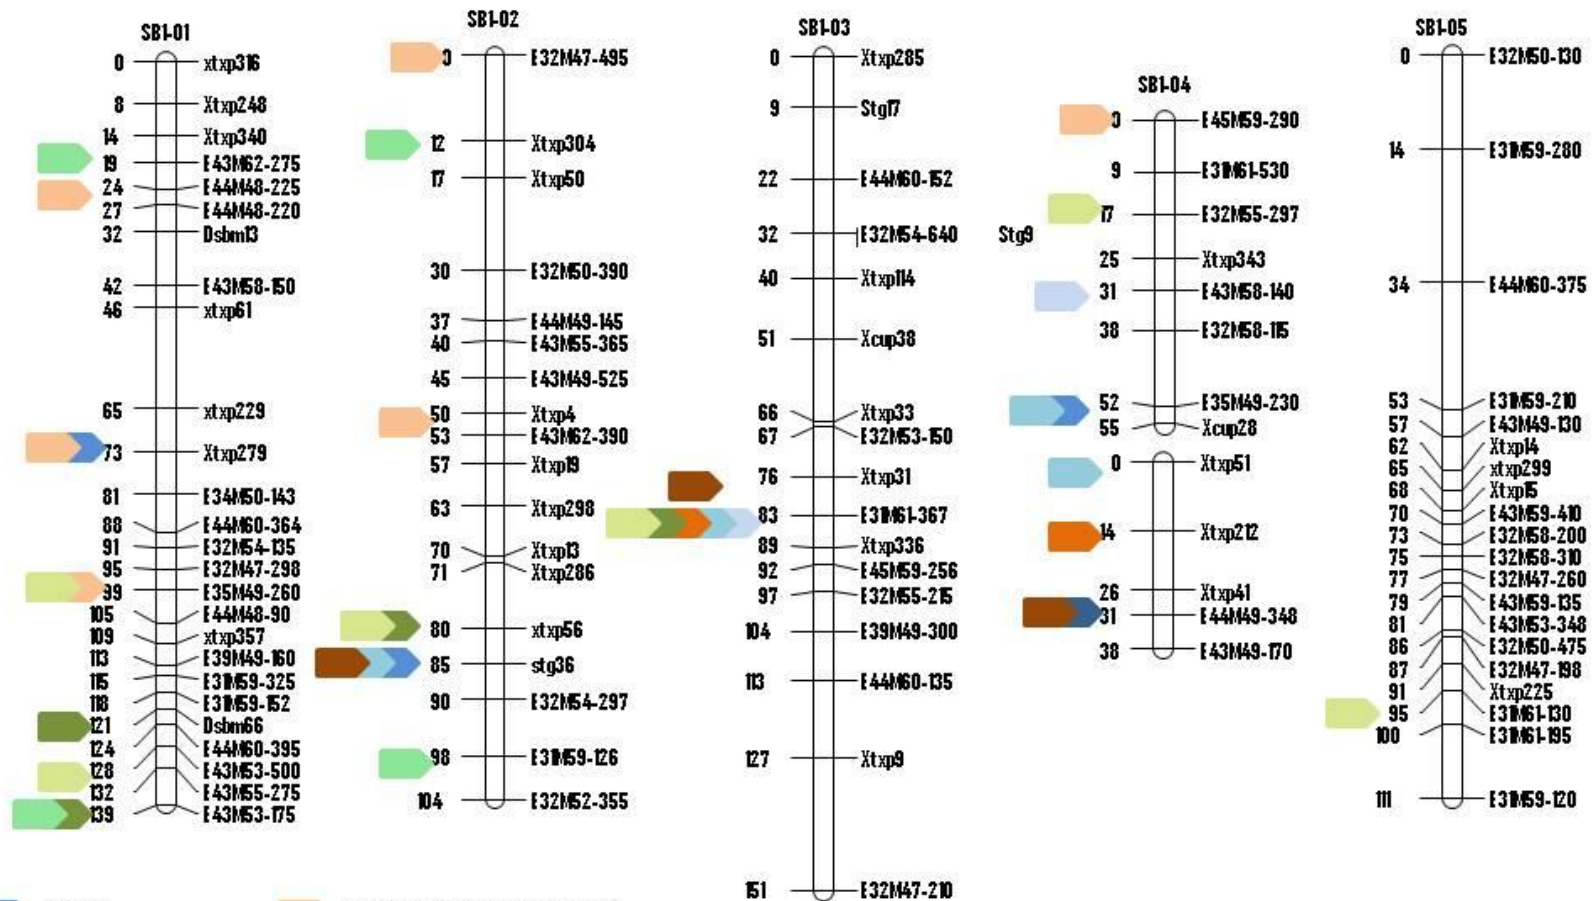 SB1-01
0 xtxp316
8 Xtxp248
14 Xtxp340
19 E43M62-275
24 E44M48-225
27 E44M48-220
32 Dsbm13
42 E43M58-150
46 xtxp61
65 xtxp229
73 Xtxp279
81 E34M50-143
88 E44M60-364
91 E32M54-135
95 E32M47-298
99 E35M49-260
105 E44M48-90
109 xtxp357
113 E39M49-160
115 E31M59-325
118 E31M59-152
121 Dsbm66
124 E44M60-395
128 E43M53-500
132 E43M55-275
139 E43M53-175
SB1-02
0 E32M47-495
12 Xtxp304
17 Xtxp50
30 E32M50-390
37 E44M49-145
40 E43M55-365
45 E43M49-525
50 Xtxp4
53 E43M62-390
57 Xtxp19
63 Xtxp298
70 Xtxp13
71 Xtxp286
80 xtxp56
85 stg36
90 E32M54-297
98 E31M59-126
104 E32M52-355
SB1-03
0 Xtxp285
9 Stg17
22 E44M60-152
32 E32M54-640 Stg9
40 Xtxp114
51 Xcup38
66 Xtxp33
67 E32M53-150
76 Xtxp31
83 E31M61-367
89 Xtxp336
92 E45M59-256
97 E32M55-215
104 E39M49-300
113 E44M60-135
127 Xtxp9
151 E32M47-210
SB1-04
0 E45M59-290
9 E31M61-530
17 E32M55-297
25 Xtxp343
31 E43M58-140
38 E32M58-115
52 E35M49-230
55 Xcup28
0 Xtxp51
14 Xtxp212
26 Xtxp41
31 E44M49-348
38 E43M49-170
SB1-05
0 E32M50-130
14 E31M59-280
34 E44M60-375
53 E31M59-210
57 E43M49-130
62 Xtxp14
65 xtxp299
68 Xtxp15
70 E43M59-410
73 E32M58-200
75 E32M58-310
77 E32M47-260
79 E43M59-135
81 E43M53-348
86 E32M50-475
87 E32M47-198
91 Xtxp225
95 E31M61-130
100 E31M61-195
111 E31M59-120